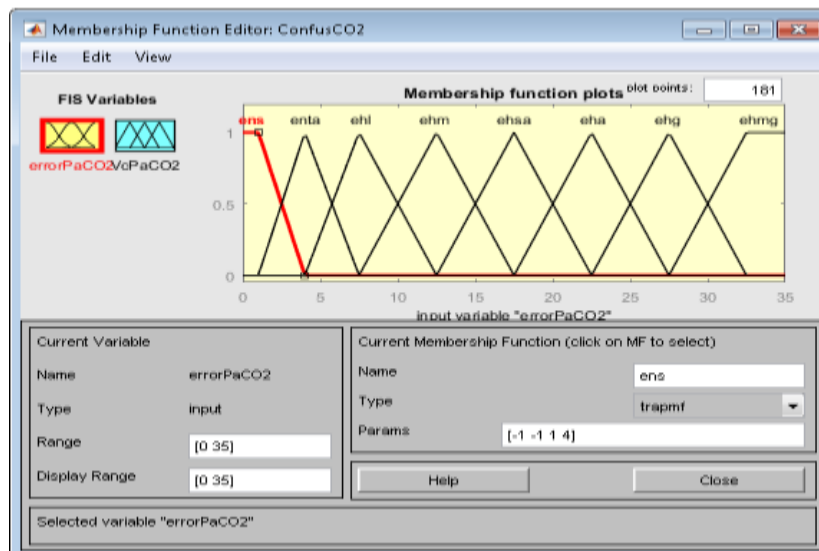 Membership Function Editor: ConfusCO2
File Edit View
FIS Variables
errorPaCO2 VcPaCO2
Membership function plots plot points: 181
ens enta ehl ehm ehsa eha ehg ehmg
1
0.5
0
0 5 10 15 20 25 30 35
input variable "errorPaCO2"
Current Variable
Name errorPaCO2
Type input
Range [0 35]
Display Range [0 35]
Current Membership Function (click on MF to select)
Name ens
Type trapmf
Params [-1 -1 1 4]
Help Close
Selected variable "errorPaCO2"